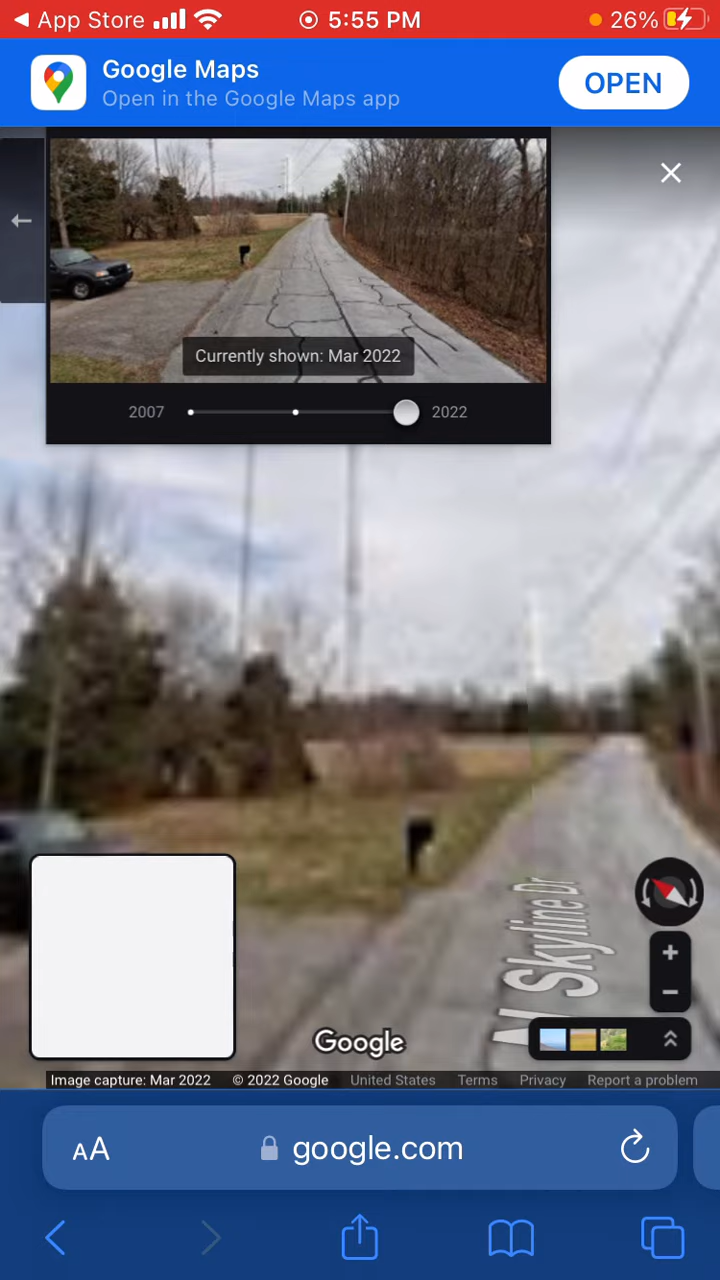 App Store
5:55 PM
26%
Google Maps
Open in the Google Maps app
OPEN
Currently shown: Mar 2022
2007
2022
N Skyline Dr
Google
Image capture: Mar 2022 © 2022 Google United States Terms Privacy Report a problem
AA
google.com